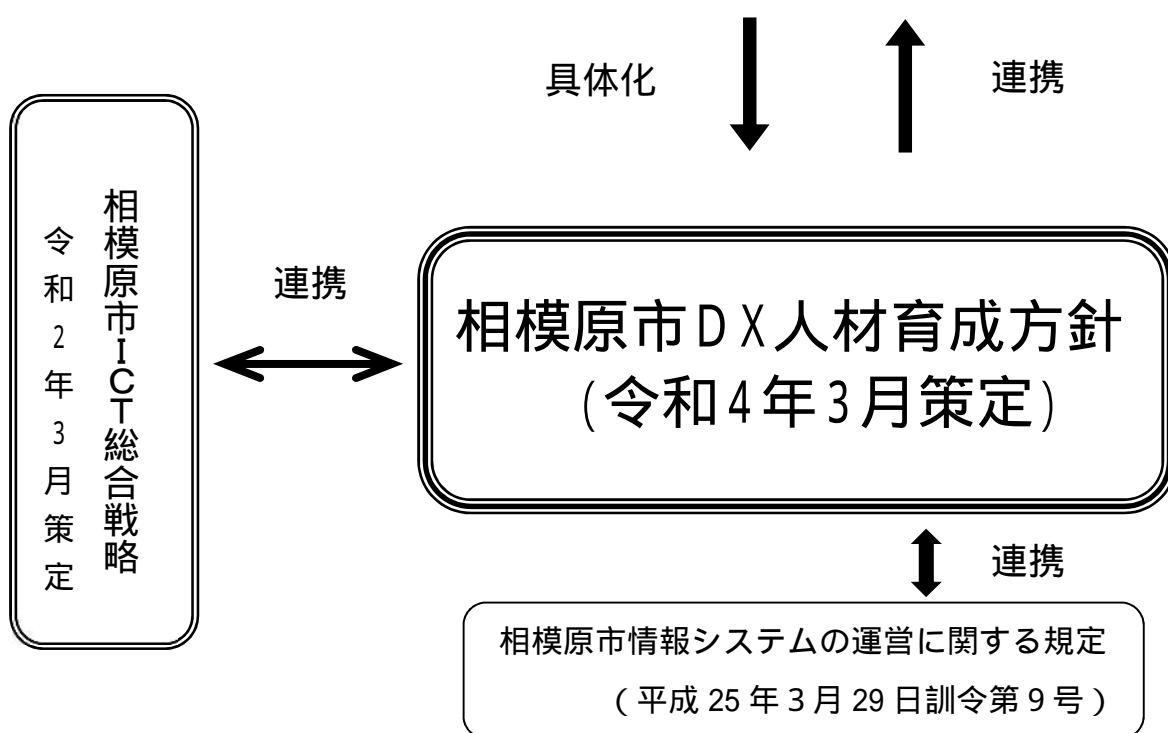 具体化
連携
相模原市ICT総合戦略
令和2年3月策定
連携
相模原市DX人材育成方針
(令和4年3月策定)
連携
相模原市情報システムの運営に関する規定
(平成25年3月29日訓令第9号)